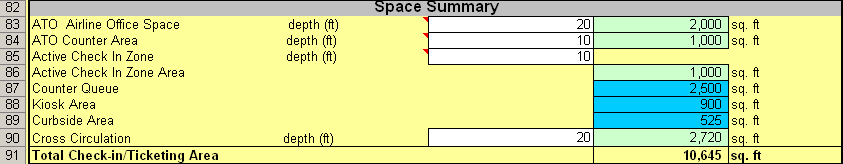 82 Space Summary
83 ATO Airline Office Space depth (ft) 20 2,000 sq. ft
84 ATO Counter Area depth (ft) 10 1,000 sq. ft
85 Active Check In Zone depth (ft) 10
86 Active Check In Zone Area 1,000 sq. ft
87 Counter Queue 2,500 sq. ft
88 Kiosk Area 900 sq. ft
89 Curbside Area 525 sq. ft
90 Cross Circulation depth (ft) 20 2,720 sq. ft
91 Total Check-in/Ticketing Area 10,645 sq. ft